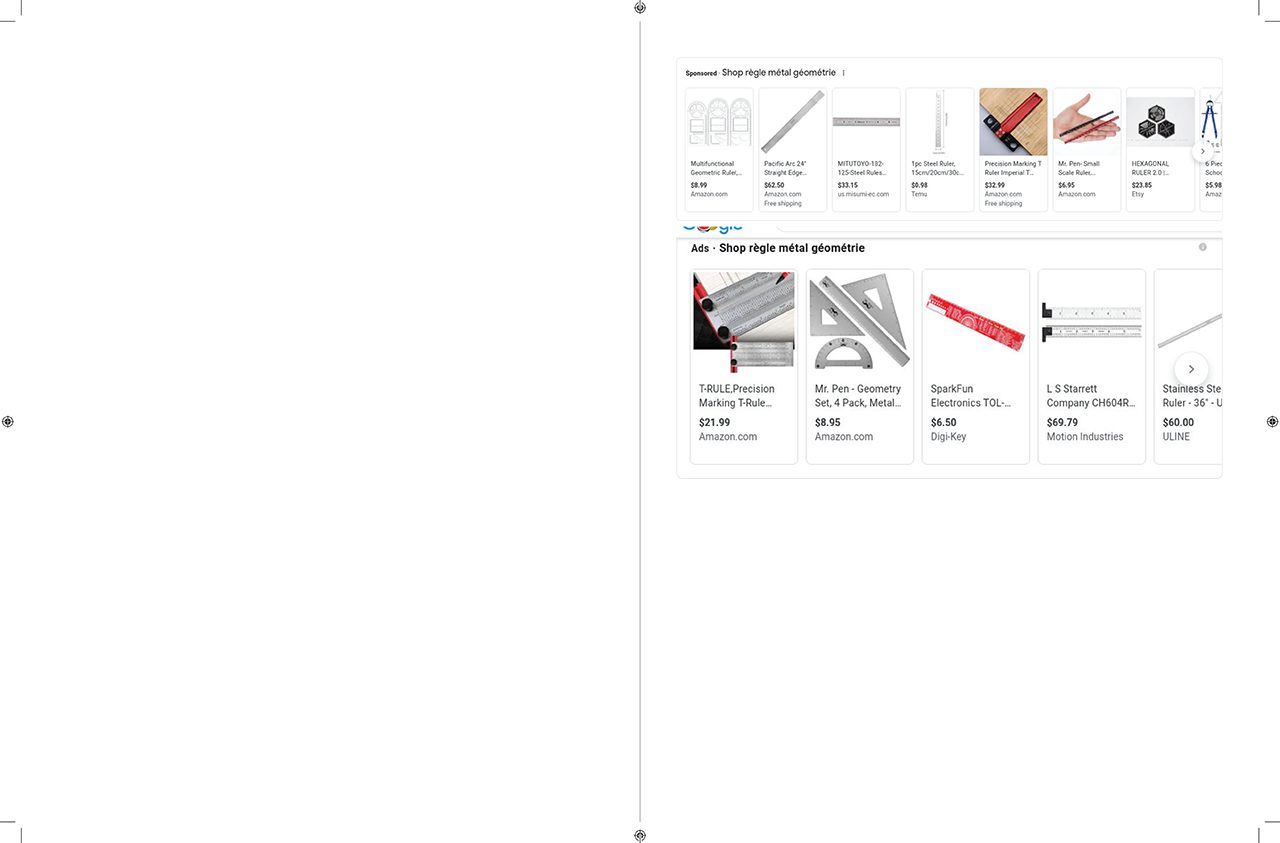 Sponsored · Shop règle métal géométrie
Multifunctional
Geometric Ruler,...
$8.99
Amazon.com
Pacific Arc 24"
Straight Edge...
$62.50
Amazon.com
Free shipping
MITUTOYO-182-
125-Steel Rules...
$33.15
us.misumi-ec.com
1pc Steel Ruler,
15cm/20cm/30c...
$0.98
Temu
Precision Marking T
Ruler Imperial T...
$32.99
Amazon.com
Free shipping
Mr. Pen- Small
Scale Ruler,...
$6.95
Amazon.com
HEXAGONAL
RULER 2.0 |...
$23.85
Etsy
6 Piec
Schoo
$5.98
Amaz
Ads · Shop règle métal géométrie
T-RULE,Precision
Marking T-Rule...
$21.99
Amazon.com
Mr. Pen - Geometry
Set, 4 Pack, Metal...
$8.95
Amazon.com
SparkFun
Electronics TOL-...
$6.50
Digi-Key
L S Starrett
Company CH604R...
$69.79
Motion Industries
Stainless Ste
Ruler - 36" - U
$60.00
ULINE